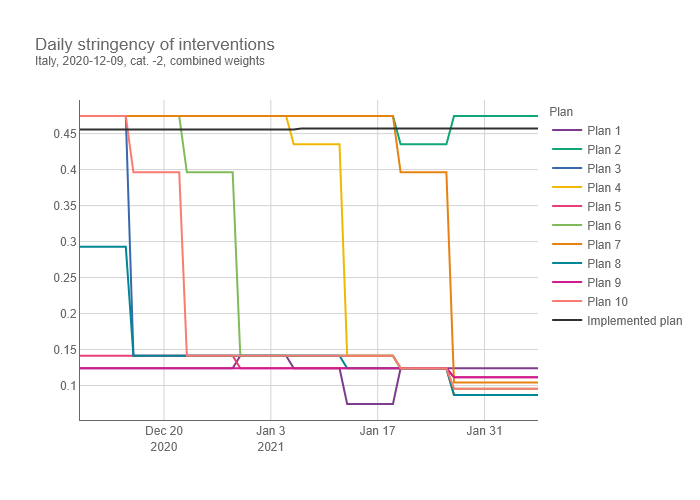 Daily stringency of interventions
Italy, 2020-12-09, cat. -2, combined weights
Plan
Plan 1
Plan 2
Plan 3
Plan 4
Plan 5
Plan 6
Plan 7
Plan 8
Plan 9
Plan 10
Implemented plan
0.45
0.4
0.35
0.3
0.25
0.2
0.15
0.1
Dec 20
2020
Jan 3
2021
Jan 17
Jan 31